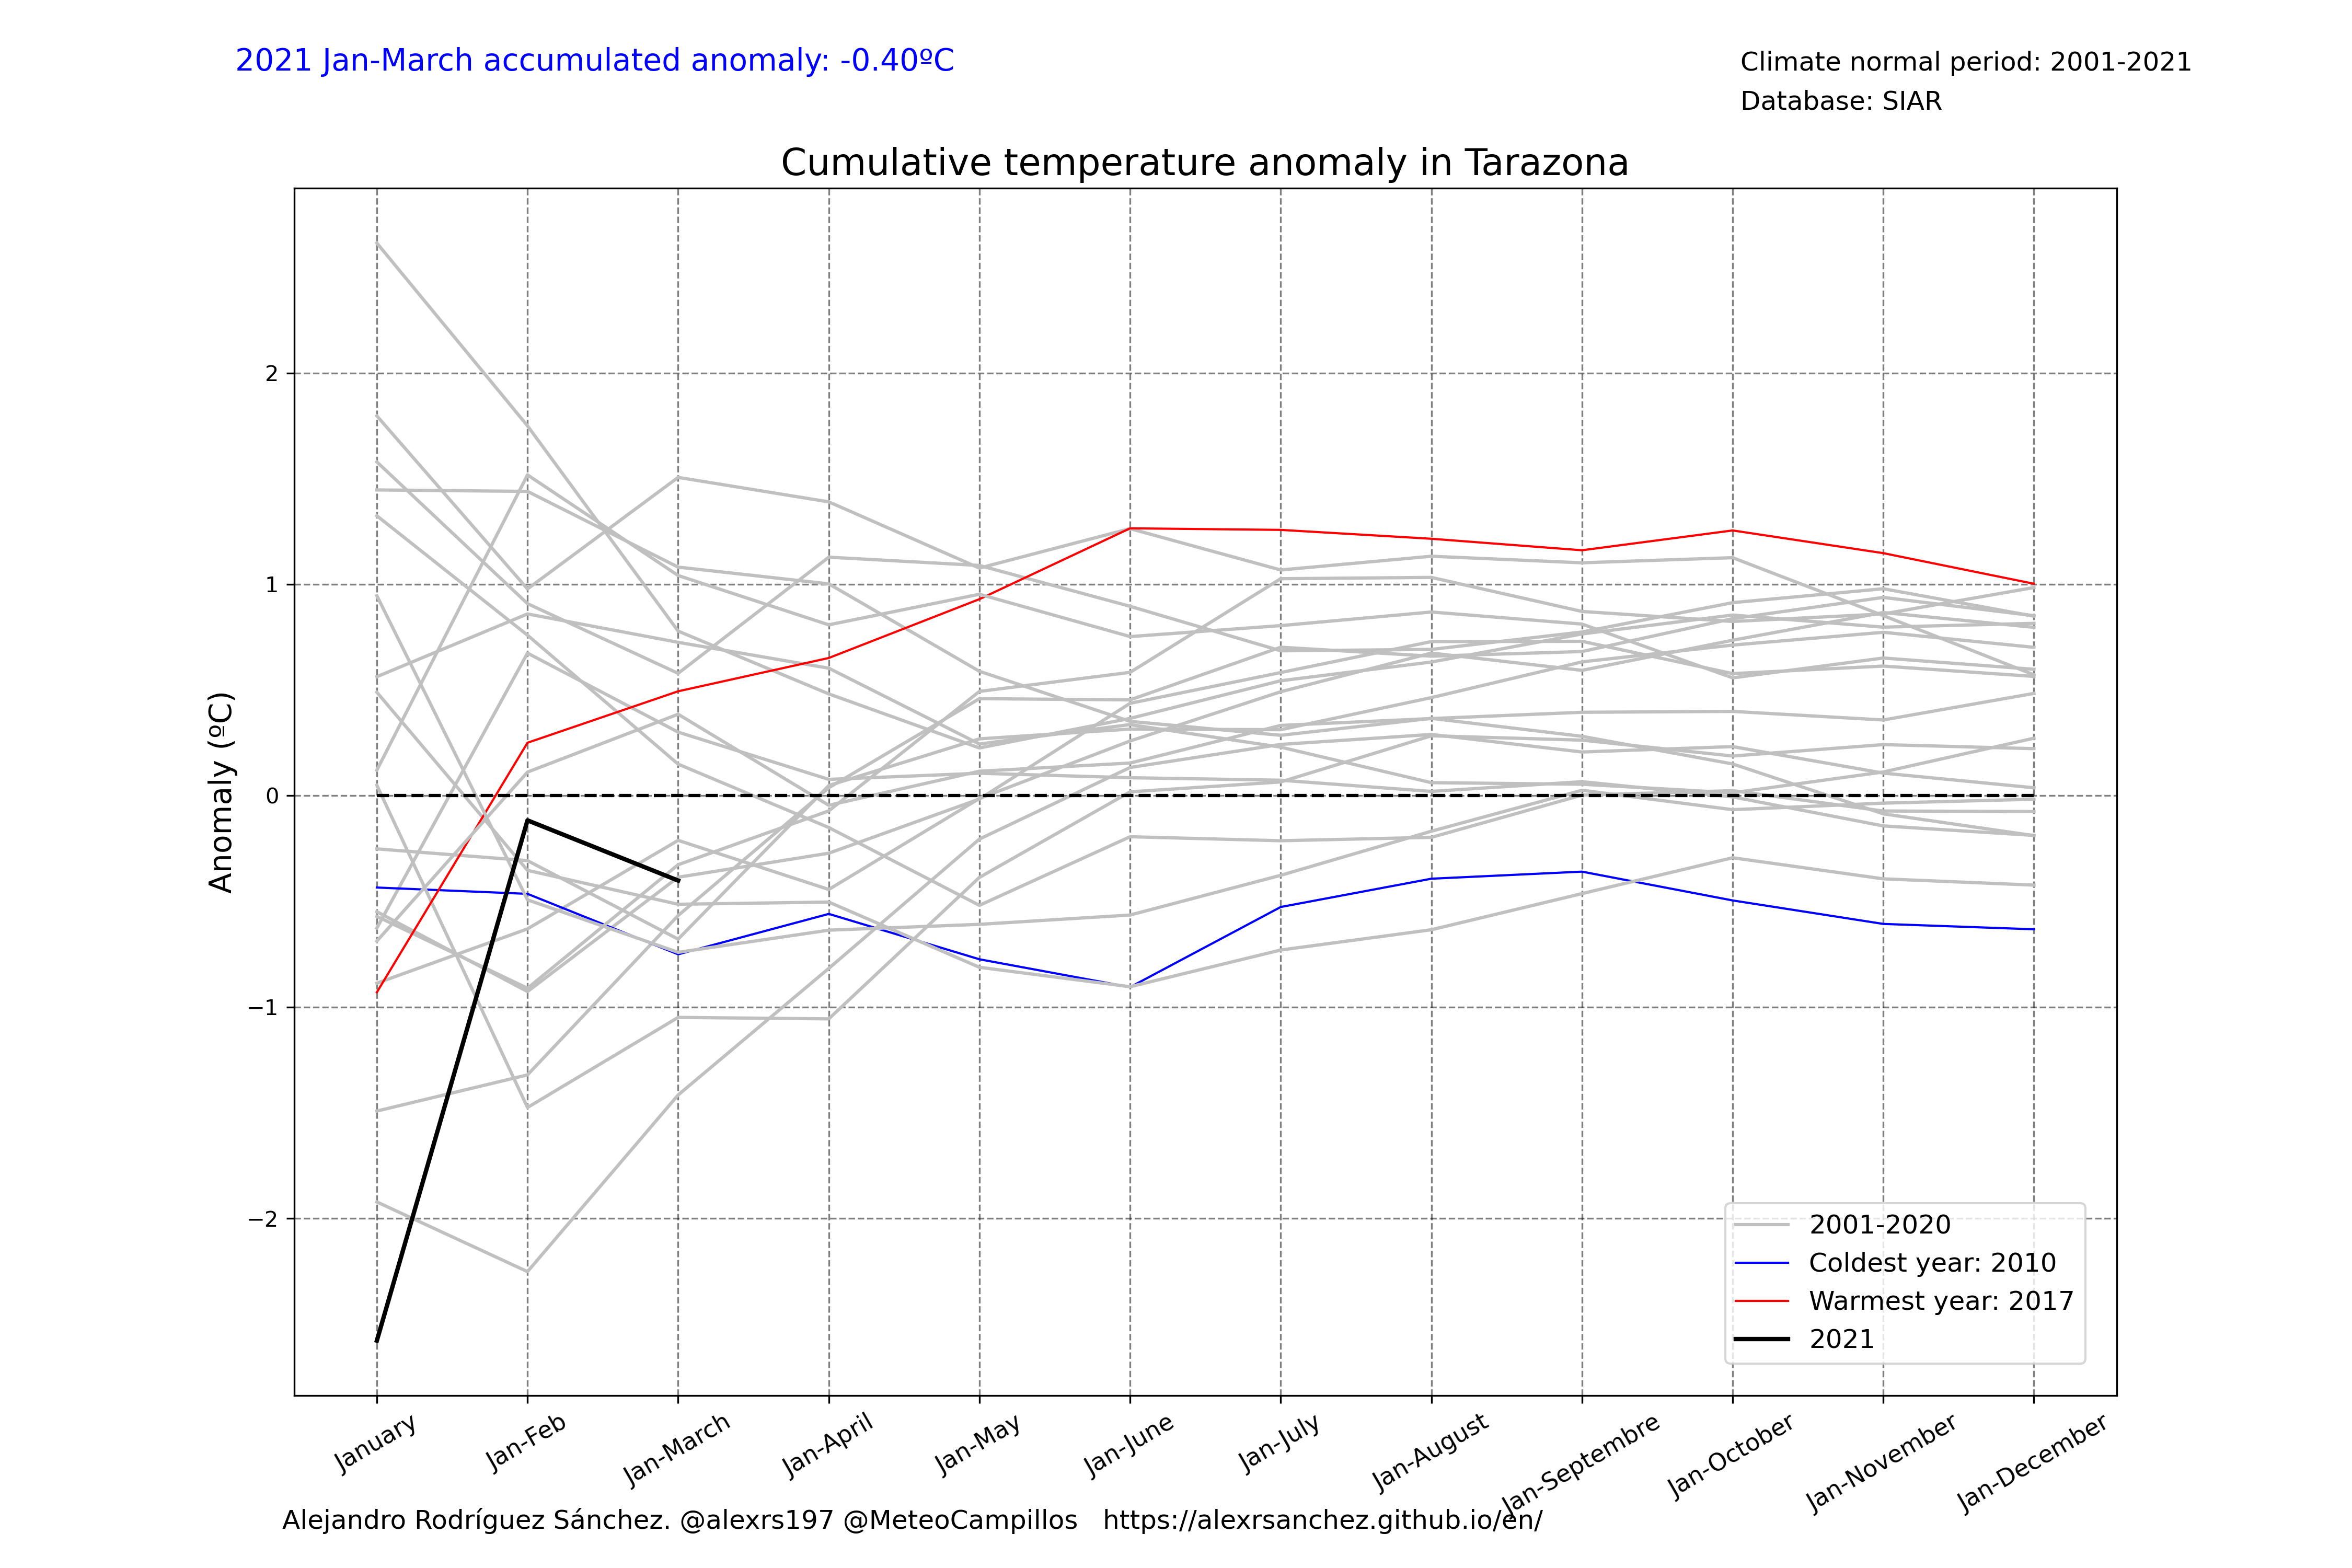 2021 Jan-March accumulated anomaly: -0.40ºC
Climate normal period: 2001-2021
Database: SIAR
Cumulative temperature anomaly in Tarazona
Anomaly (ºC)
2
1
0
−1
−2
2001-2020
Coldest year: 2010
Warmest year: 2017
2021
January
Jan-Feb
Jan-March
Jan-April
Jan-May
Jan-June
Jan-July
Jan-August
Jan-Septembre
Jan-October
Jan-November
Jan-December
Alejandro Rodríguez Sánchez. @alexrs197 @MeteoCampillos   https://alexrsanchez.github.io/en/